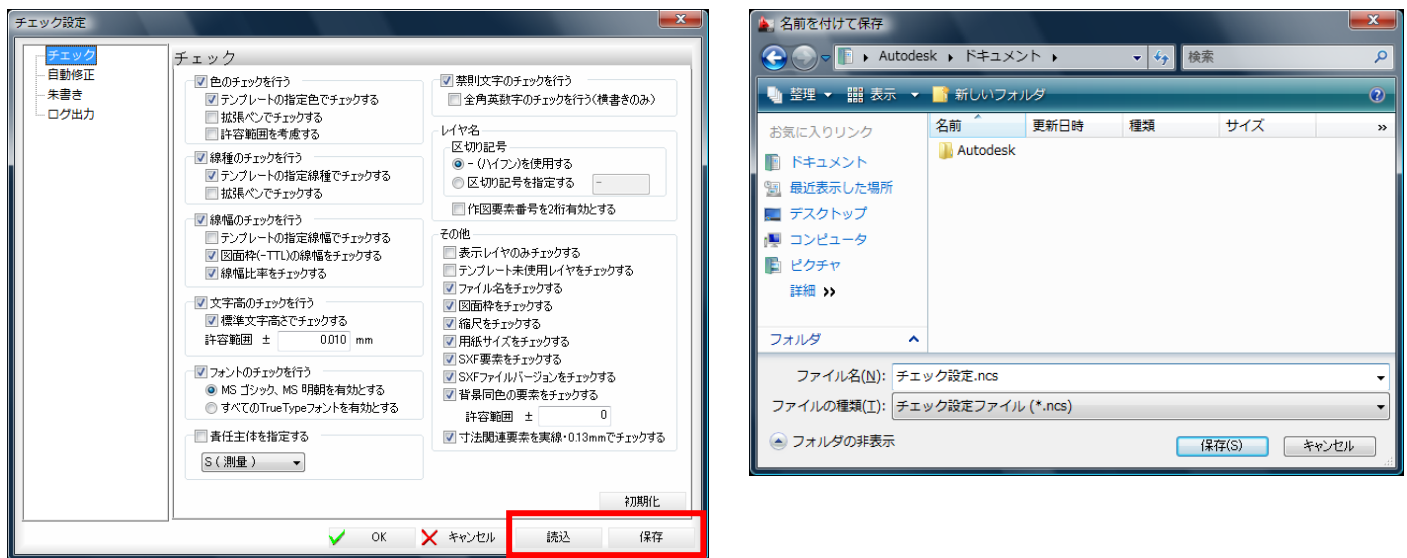 チェック設定
チェック
自動修正
朱書き
ログ出力
チェック
色のチェックを行う
テンプレートの指定色でチェックする
拡張ペンでチェックする
許容範囲を考慮する
線種のチェックを行う
テンプレートの指定線種でチェックする
拡張ペンでチェックする
線幅のチェックを行う
テンプレートの指定線幅でチェックする
図面枠(-TTL)の線幅をチェックする
線幅比率をチェックする
文字高のチェックを行う
標準文字高さでチェックする
許容範囲 ± 0.010 mm
フォントのチェックを行う
MS ゴシック、MS 明朝を有効とする
すべてのTrueTypeフォントを有効とする
責任主体を指定する
S ( 測量 )
禁則文字のチェックを行う
全角英数字のチェックを行う(横書きのみ)
レイヤ名
区切り記号
- (ハイフン)を使用する
区切り記号を指定する -
作図要素番号を2桁有効とする
その他
表示レイヤのみチェックする
テンプレート未使用レイヤをチェックする
ファイル名をチェックする
図面枠をチェックする
縮尺をチェックする
用紙サイズをチェックする
SXF要素をチェックする
SXFファイルバージョンをチェックする
背景同色の要素をチェックする
許容範囲 ± 0
寸法関連要素を実線・0.13mmでチェックする
初期化
OK キャンセル 読込 保存
名前を付けて保存
Autodesk ドキュメント 検索
整理 表示 新しいフォルダ
お気に入りリンク
ドキュメント
最近表示した場所
デスクトップ
コンピュータ
ピクチャ
詳細 »
フォルダ
名前 更新日時 種類 サイズ »
Autodesk
ファイル名(N): チェック設定.ncs
ファイルの種類(T): チェック設定ファイル (*.ncs)
フォルダの非表示 保存(S) キャンセル